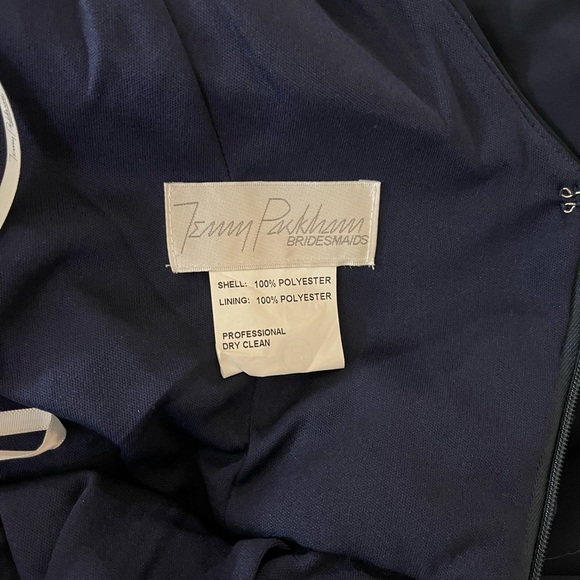 Jenny Packham
BRIDESMAIDS
SHELL: 100% POLYESTER
LINING: 100% POLYESTER
PROFESSIONAL
DRY CLEAN